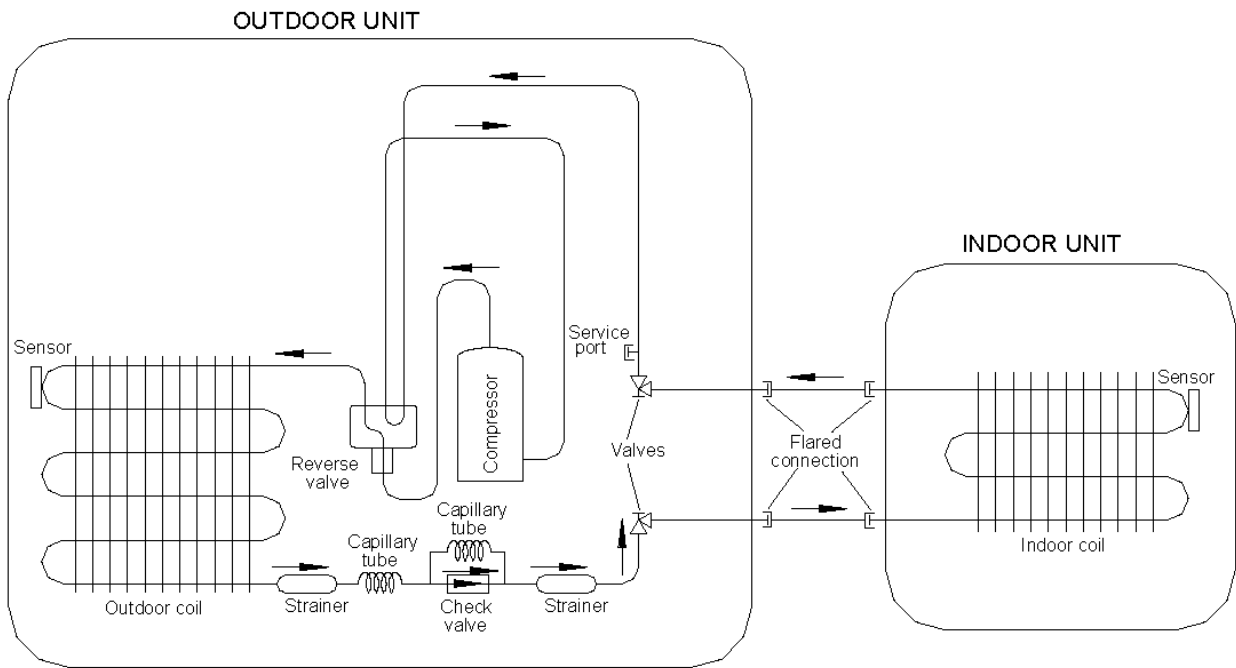 OUTDOOR UNIT
INDOOR UNIT
Service
port
Sensor
Sensor
Compressor
Reverse
valve
Valves
Flared
connection
Capillary
tube
Capillary
tube
Outdoor coil
Strainer
Check
valve
Strainer
Indoor coil